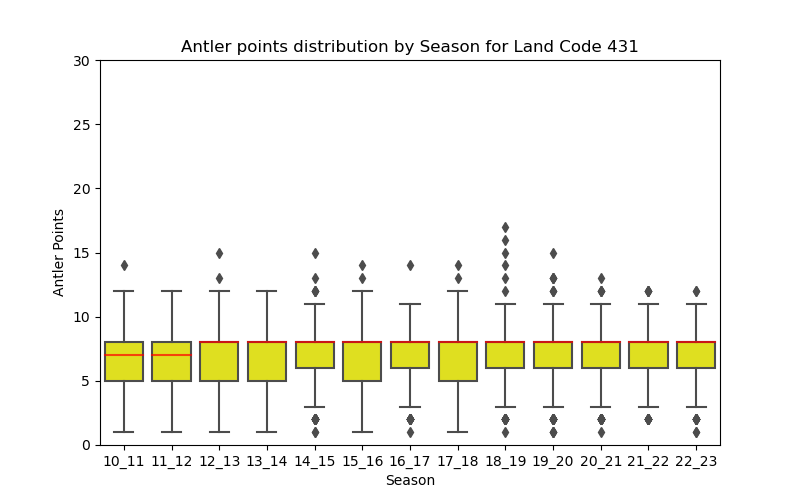 Antler points distribution by Season for Land Code 431
30
25
20
15
10
5
0
Antler Points
10_11 11_12 12_13 13_14 14_15 15_16 16_17 17_18 18_19 19_20 20_21 21_22 22_23
Season